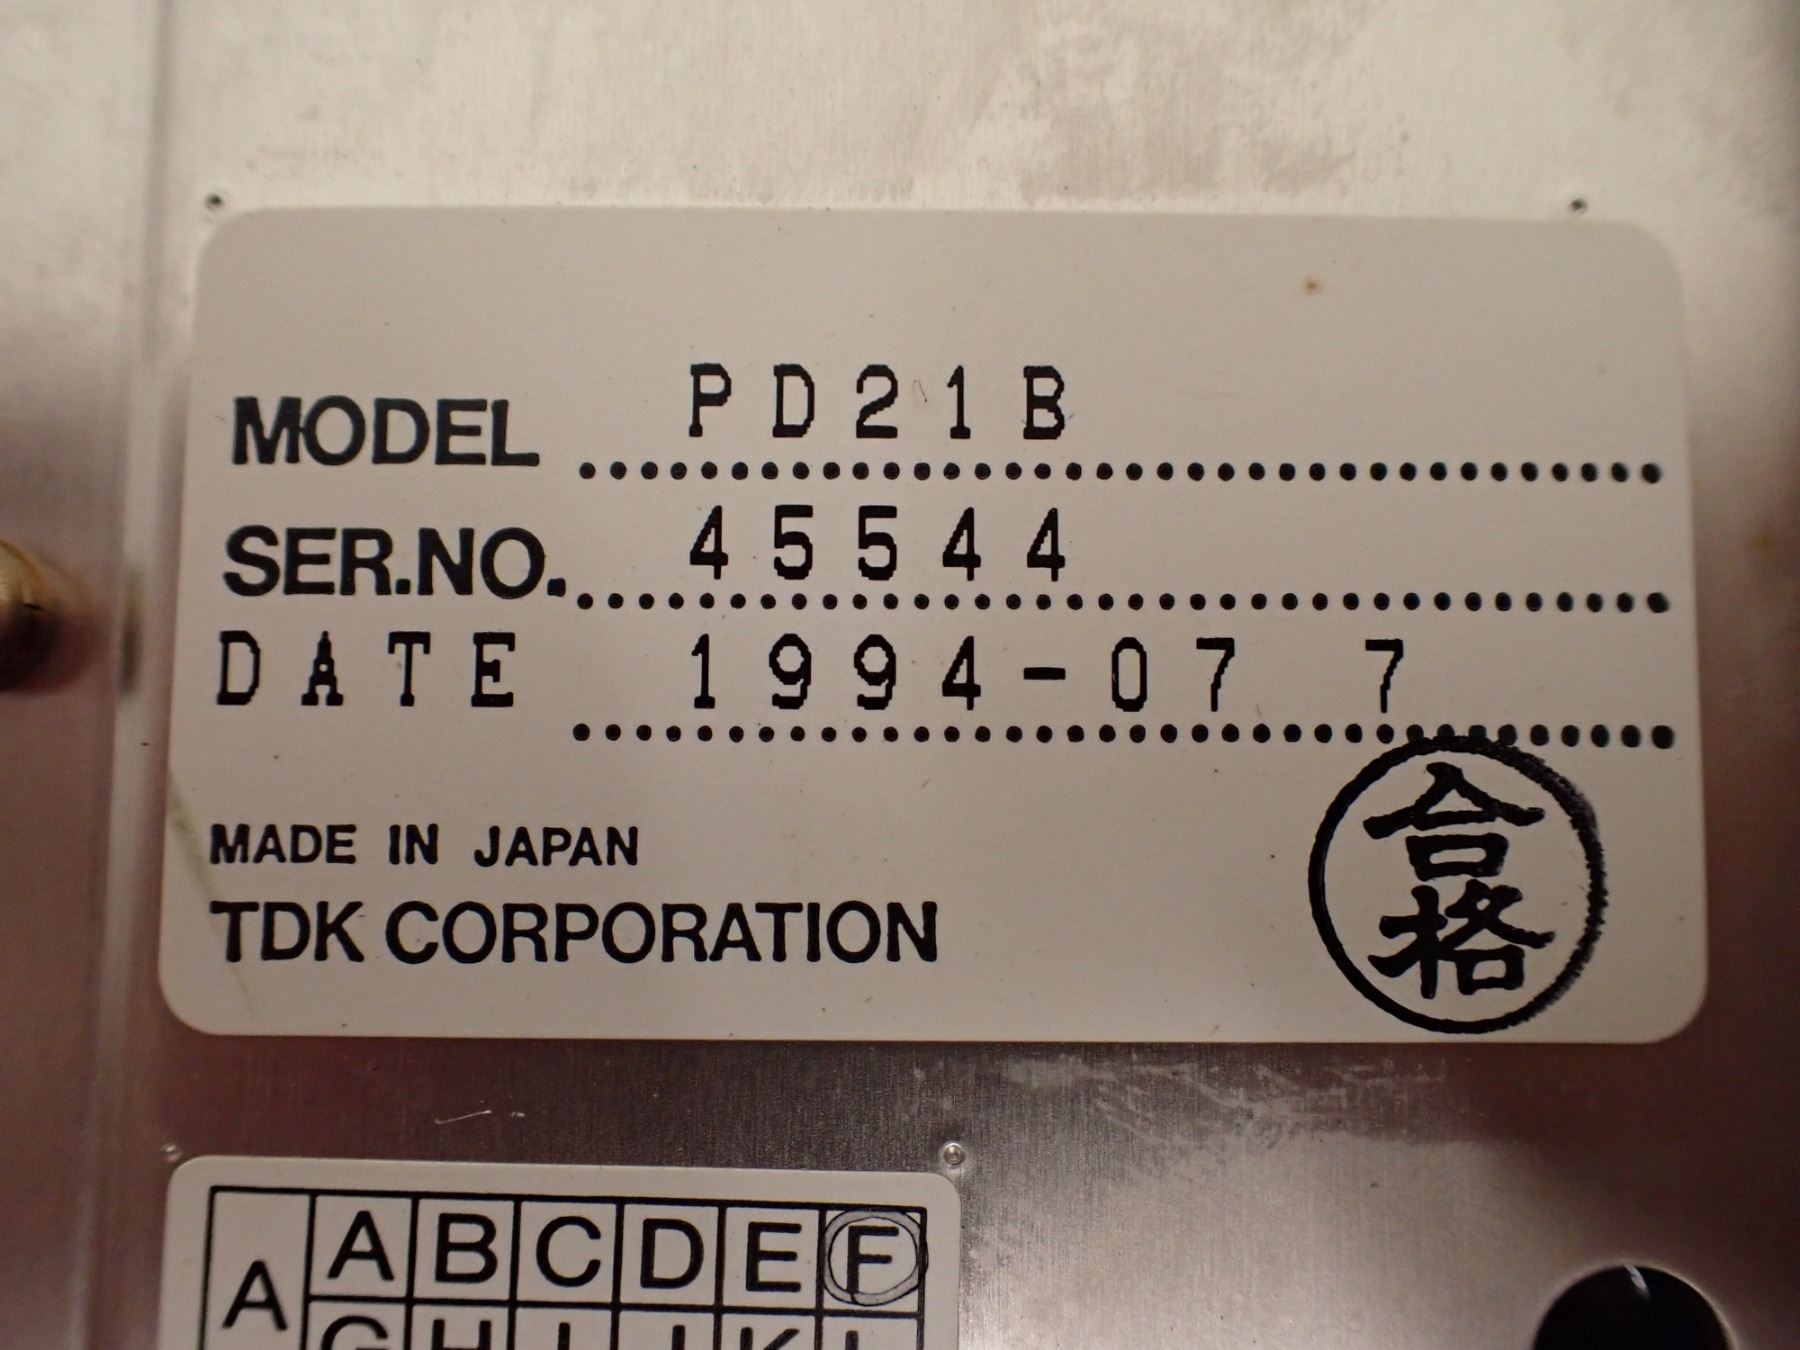 MODEL PD21B
SER.NO. 45544
DATE 1994-07 7
MADE IN JAPAN
TDK CORPORATION
合格
A A B C D E F
G H I J K L